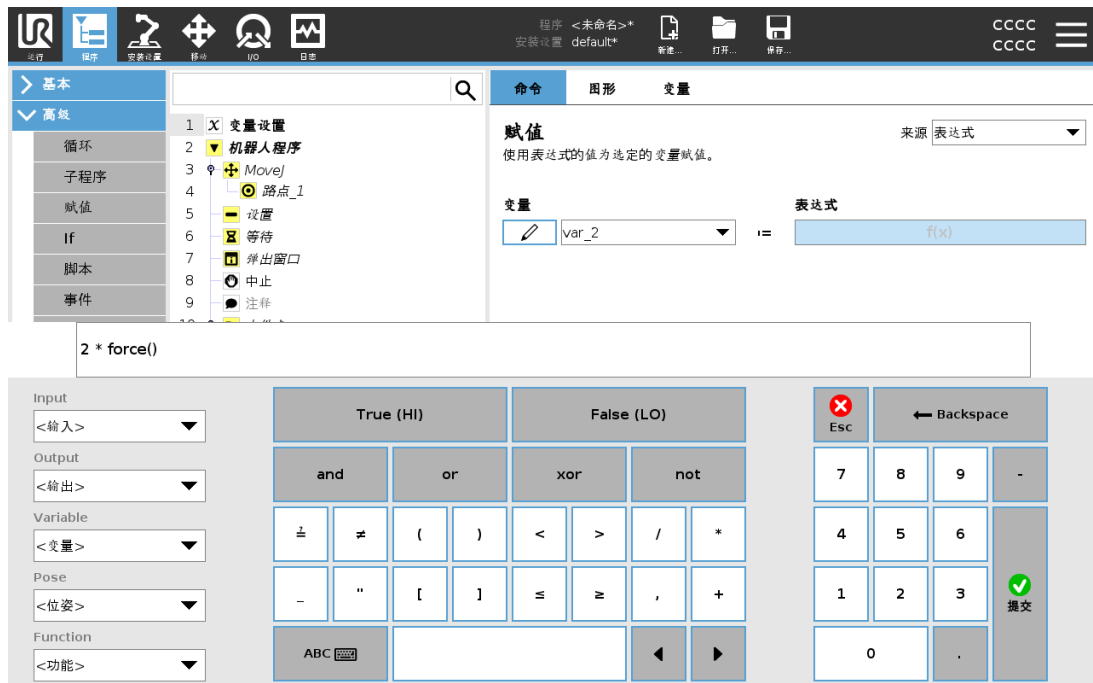 程序 <未命名>*
安装设置 default*
CCCC
CCCC
运行 程序 安装设置 移动 I/O 日志 新建... 打开... 保存...
基本
高级
循环
子程序
赋值
If
脚本
事件
1 X 变量设置
2 机器人程序
3 MoveJ
4 路点_1
5 设置
6 等待
7 弹出窗口
8 中止
9 注释
命令 图形 变量
赋值
来源 表达式
使用表达式的值为选定的变量赋值。
变量 表达式
var_2 := f(x)
2 * force()
Input
<输入>
Output
<输出>
Variable
<变量>
Pose
<位姿>
Function
<功能>
True (HI) False (LO)
and or xor not
≟ ≠ ( ) < > / *
_ " [ ] ≤ ≥ , +
ABC
Esc Backspace
7 8 9 -
4 5 6
1 2 3 提交
0 .